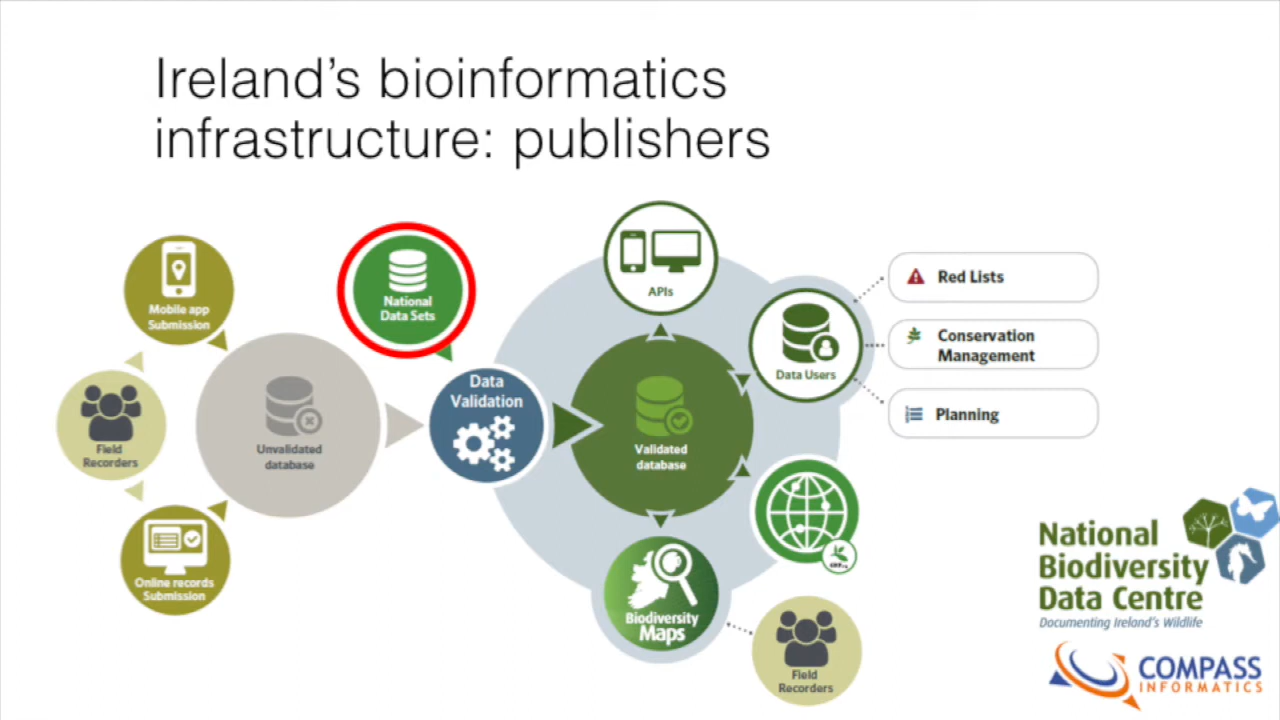 Ireland's bioinformatics
infrastructure: publishers
Mobile app
Submission
National
Data Sets
APIs
Data Users
Red Lists
Conservation
Management
Planning
Field
Recorders
Unvalidated
database
Data
Validation
Validated
database
Online records
Submission
Biodiversity
Maps
Field
Recorders
National
Biodiversity
Data Centre
Documenting Ireland's Wildlife
COMPASS
INFORMATICS